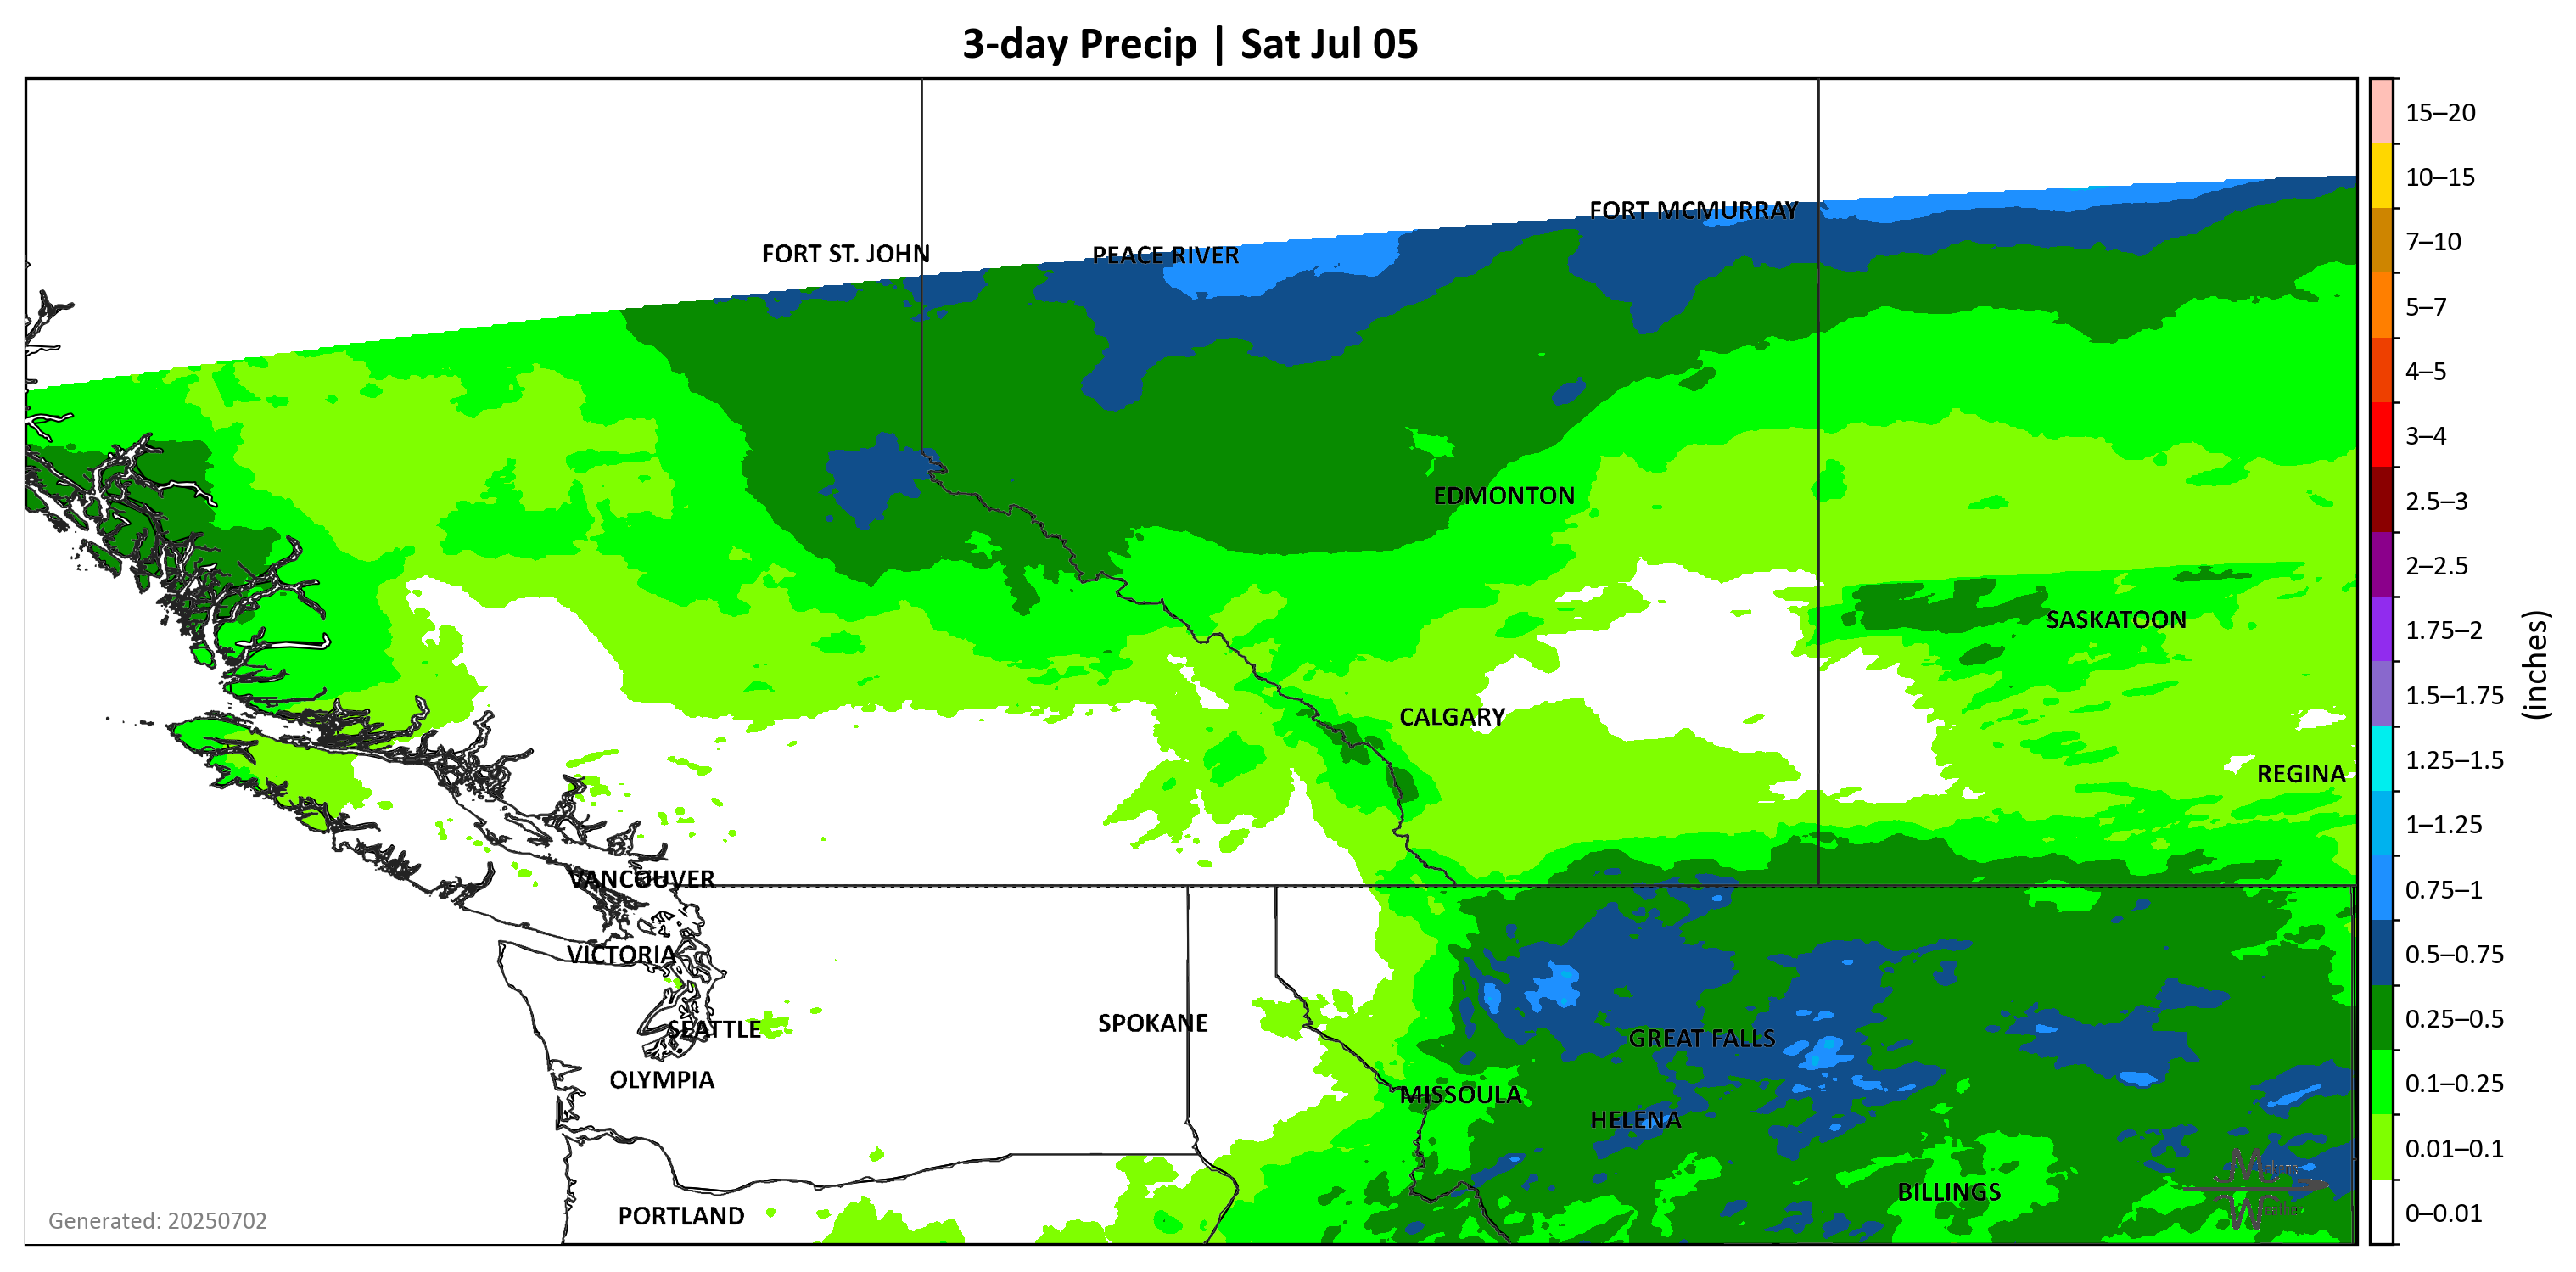 3-day Precip | Sat Jul 05
FORT MCMURRAY
FORT ST. JOHN
PEACE RIVER
EDMONTON
SASKATOON
CALGARY
REGINA
VANCOUVER
VICTORIA
SPOKANE
SEATTLE
GREAT FALLS
OLYMPIA
MISSOULA
HELENA
BILLINGS
PORTLAND
Generated: 20250702
15–20
10–15
7–10
5–7
4–5
3–4
2.5–3
2–2.5
1.75–2
1.5–1.75
1.25–1.5
1–1.25
0.75–1
0.5–0.75
0.25–0.5
0.1–0.25
0.01–0.1
0–0.01
(inches)